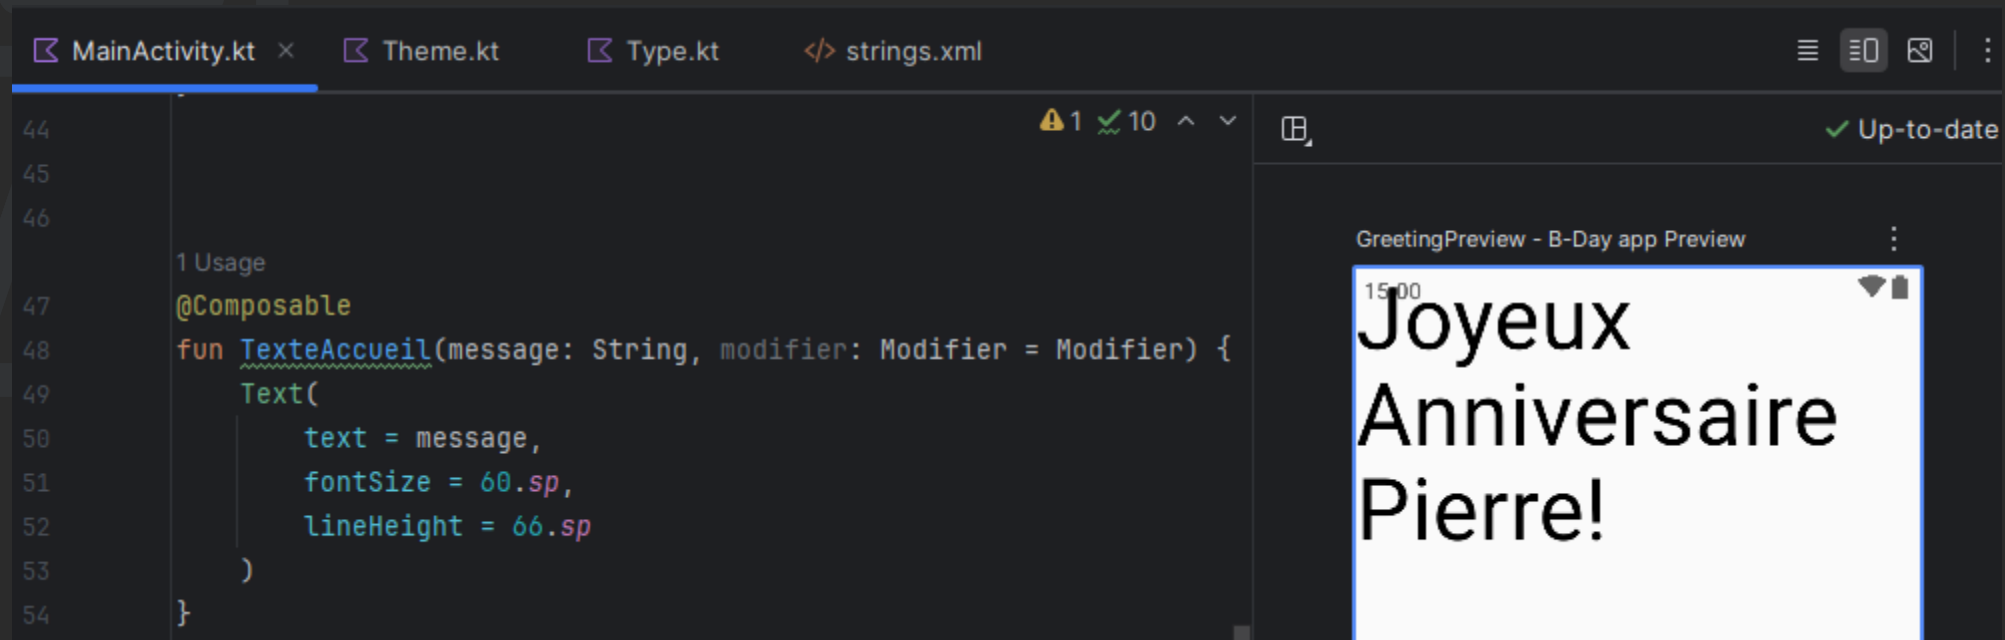 MainActivity.kt
Theme.kt
Type.kt
strings.xml
1
10
Up-to-date
44
45
46
1 Usage
47 @Composable
48 fun TexteAccueil(message: String, modifier: Modifier = Modifier) {
49 Text(
50 text = message,
51 fontSize = 60.sp,
52 lineHeight = 66.sp
53 )
54 }
GreetingPreview - B-Day app Preview
15:00
Joyeux
Anniversaire
Pierre!